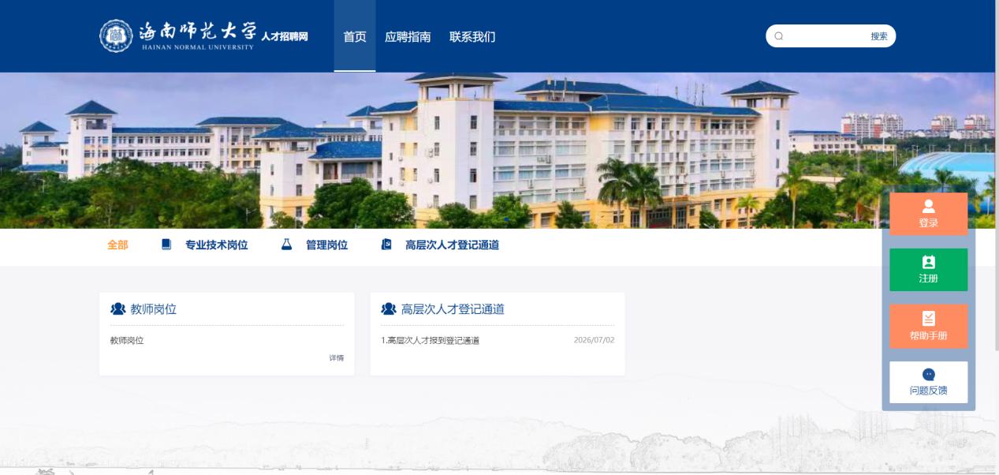 海南师范大学 人才招聘网
HAINAN NORMAL UNIVERSITY
首页 应聘指南 联系我们
搜索
登录
全部 专业技术岗位 管理岗位 高层次人才登记通道
注册
教师岗位
教师岗位
详情
高层次人才登记通道
1.高层次人才报到登记通道 2026/07/02
帮助手册
问题反馈